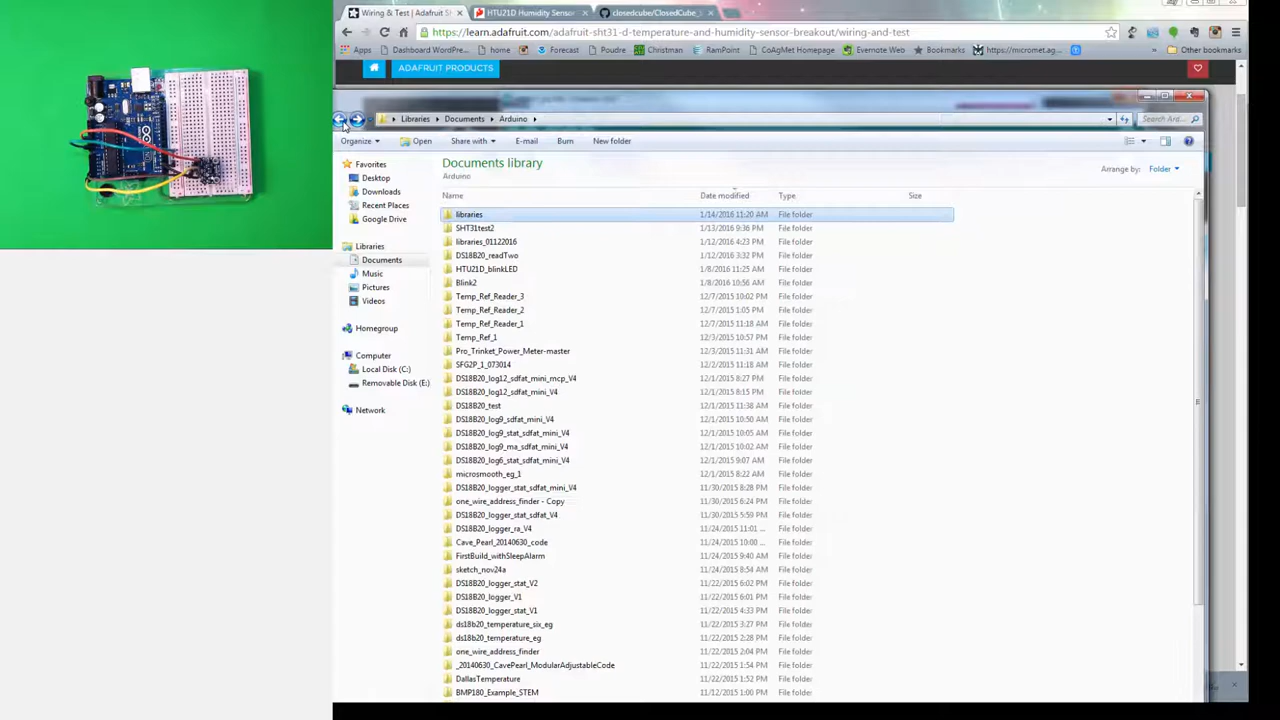 Wiring & Test | Adafruit S
HTU21D Humidity Sensor
closedcube/ClosedCube_
https://learn.adafruit.com/adafruit-sht31-d-temperature-and-humidity-sensor-breakout/wiring-and-test
Apps
Dashboard WordPre...
home
Forecast
Poudre
Christman
RamPoint
CoAgMet Homepage
Evernote Web
Bookmarks
https://micromet.ag...
Other bookmarks
ADAFRUIT PRODUCTS
Libraries
Documents
Arduino
Search Ard...
Organize
Open
Share with
E-mail
Burn
New folder
Favorites
Desktop
Downloads
Recent Places
Google Drive
Libraries
Documents
Music
Pictures
Videos
Homegroup
Computer
Local Disk (C:)
Removable Disk (E:)
Network
Documents library
Arduino
Arrange by: Folder
Name Date modified Type Size
libraries 1/14/2016 11:20 AM File folder
SHT31test2 1/13/2016 9:36 PM File folder
libraries_01122016 1/12/2016 4:23 PM File folder
DS18B20_readTwo 1/12/2016 3:32 PM File folder
HTU21D_blinkLED 1/8/2016 11:25 AM File folder
Blink2 1/8/2016 10:56 AM File folder
Temp_Ref_Reader_3 12/7/2015 10:02 PM File folder
Temp_Ref_Reader_2 12/7/2015 1:05 PM File folder
Temp_Ref_Reader_1 12/7/2015 11:18 AM File folder
Temp_Ref_1 12/3/2015 10:57 PM File folder
Pro_Trinket_Power_Meter-master 12/3/2015 11:31 AM File folder
SFG2P_1_073014 12/2/2015 11:18 PM File folder
DS18B20_log12_sdfat_mini_mcp_V4 12/1/2015 8:27 PM File folder
DS18B20_log12_sdfat_mini_V4 12/1/2015 8:15 PM File folder
DS18B20_test 12/1/2015 11:38 AM File folder
DS18B20_log9_sdfat_mini_V4 12/1/2015 10:50 AM File folder
DS18B20_log9_stat_sdfat_mini_V4 12/1/2015 10:05 AM File folder
DS18B20_log9_ma_sdfat_mini_V4 12/1/2015 10:02 AM File folder
DS18B20_log6_stat_sdfat_mini_V4 12/1/2015 9:07 AM File folder
microsmooth_eg_1 12/1/2015 8:22 AM File folder
DS18B20_logger_stat_sdfat_mini_V4 11/30/2015 8:28 PM File folder
one_wire_address_finder - Copy 11/30/2015 6:24 PM File folder
DS18B20_logger_stat_sdfat_V4 11/30/2015 5:59 PM File folder
DS18B20_logger_ra_V4 11/24/2015 11:01 ... File folder
Cave_Pearl_20140630_code 11/24/2015 10:00 ... File folder
FirstBuild_withSleepAlarm 11/24/2015 9:40 AM File folder
sketch_nov24a 11/24/2015 8:54 AM File folder
DS18B20_logger_stat_V2 11/22/2015 6:02 PM File folder
DS18B20_logger_V1 11/22/2015 6:01 PM File folder
DS18B20_logger_stat_V1 11/22/2015 4:33 PM File folder
ds18b20_temperature_six_eg 11/22/2015 3:27 PM File folder
ds18b20_temperature_eg 11/22/2015 2:28 PM File folder
one_wire_address_finder 11/22/2015 2:04 PM File folder
_20140630_CavePearl_ModularAdjustableCode 11/22/2015 1:54 PM File folder
DallasTemperature 11/22/2015 1:52 PM File folder
BMP180_Example_STEM 11/12/2015 1:00 PM File folder